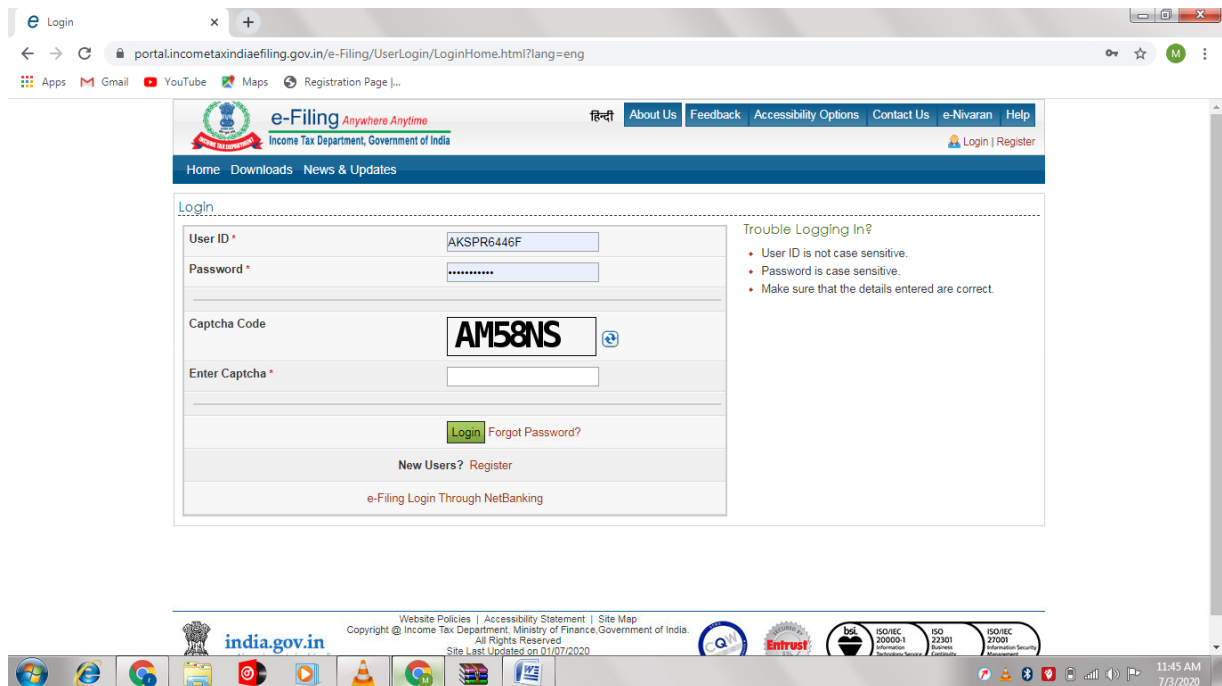 Login
portal.incometaxindiaefiling.gov.in/e-Filing/UserLogin/LoginHome.html?lang=eng
M
Apps Gmail YouTube Maps Registration Page |...
e-Filing Anywhere Anytime
Income Tax Department, Government of India
हिन्दी About Us Feedback Accessibility Options Contact Us e-Nivaran Help
Login | Register
Home Downloads News & Updates
Login
User ID *
AKSPR6446F
Password *
•••••••••••
Captcha Code
AM58NS
Enter Captcha *
Login Forgot Password?
New Users? Register
e-Filing Login Through NetBanking
Trouble Logging In?
User ID is not case sensitive.
Password is case sensitive.
Make sure that the details entered are correct.
india.gov.in
Website Policies | Accessibility Statement | Site Map
Copyright @ Income Tax Department, Ministry of Finance,Government of India.
All Rights Reserved
Site Last Updated on 01/07/2020
CQW
Entrust
bsi.
ISO/IEC
20000-1
Information
ISO
22301
Business
ISO/IEC
27001
Information Security
11:45 AM
7/3/2020